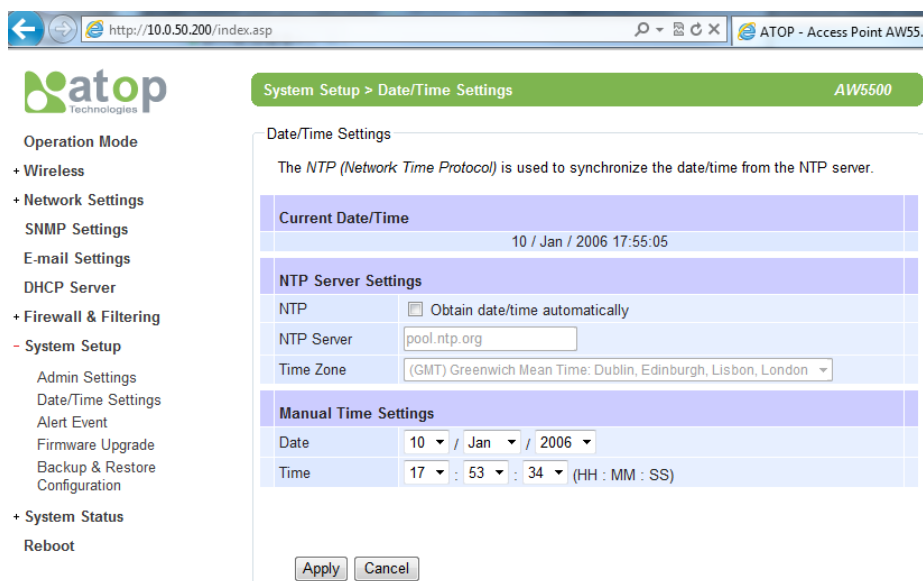 http://10.0.50.200/index.asp
ATOP - Access Point AW55
atop
Technologies
System Setup > Date/Time Settings AW5500
Operation Mode
+ Wireless
+ Network Settings
SNMP Settings
E-mail Settings
DHCP Server
+ Firewall & Filtering
- System Setup
Admin Settings
Date/Time Settings
Alert Event
Firmware Upgrade
Backup & Restore
Configuration
+ System Status
Reboot
Date/Time Settings
The NTP (Network Time Protocol) is used to synchronize the date/time from the NTP server.
Current Date/Time
10 / Jan / 2006 17:55:05
NTP Server Settings
NTP Obtain date/time automatically
NTP Server pool.ntp.org
Time Zone (GMT) Greenwich Mean Time: Dublin, Edinburgh, Lisbon, London
Manual Time Settings
Date 10 / Jan / 2006
Time 17 : 53 : 34 (HH : MM : SS)
Apply Cancel